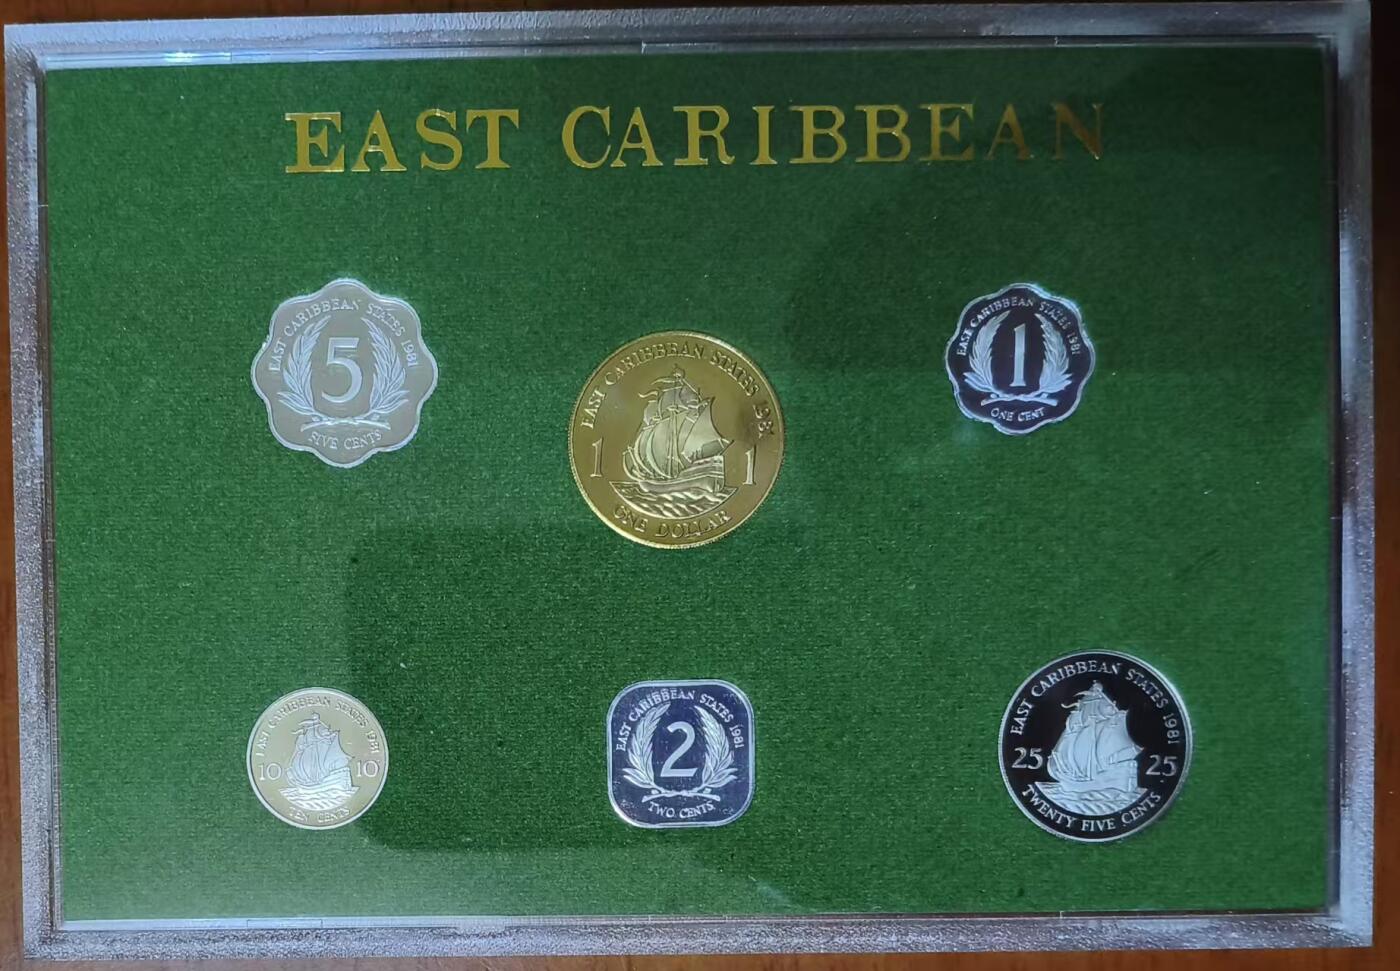 EAST CARIBBEAN
EAST CARIBBEAN STATES 1981
5
FIVE CENTS
EAST CARIBBEAN STATES 1981
1 1
ONE DOLLAR
EAST CARIBBEAN STATES 1981
1
ONE CENT
EAST CARIBBEAN STATES 1981
10 10
TEN CENTS
EAST CARIBBEAN STATES 1981
2
TWO CENTS
EAST CARIBBEAN STATES 1981
25 25
TWENTY FIVE CENTS